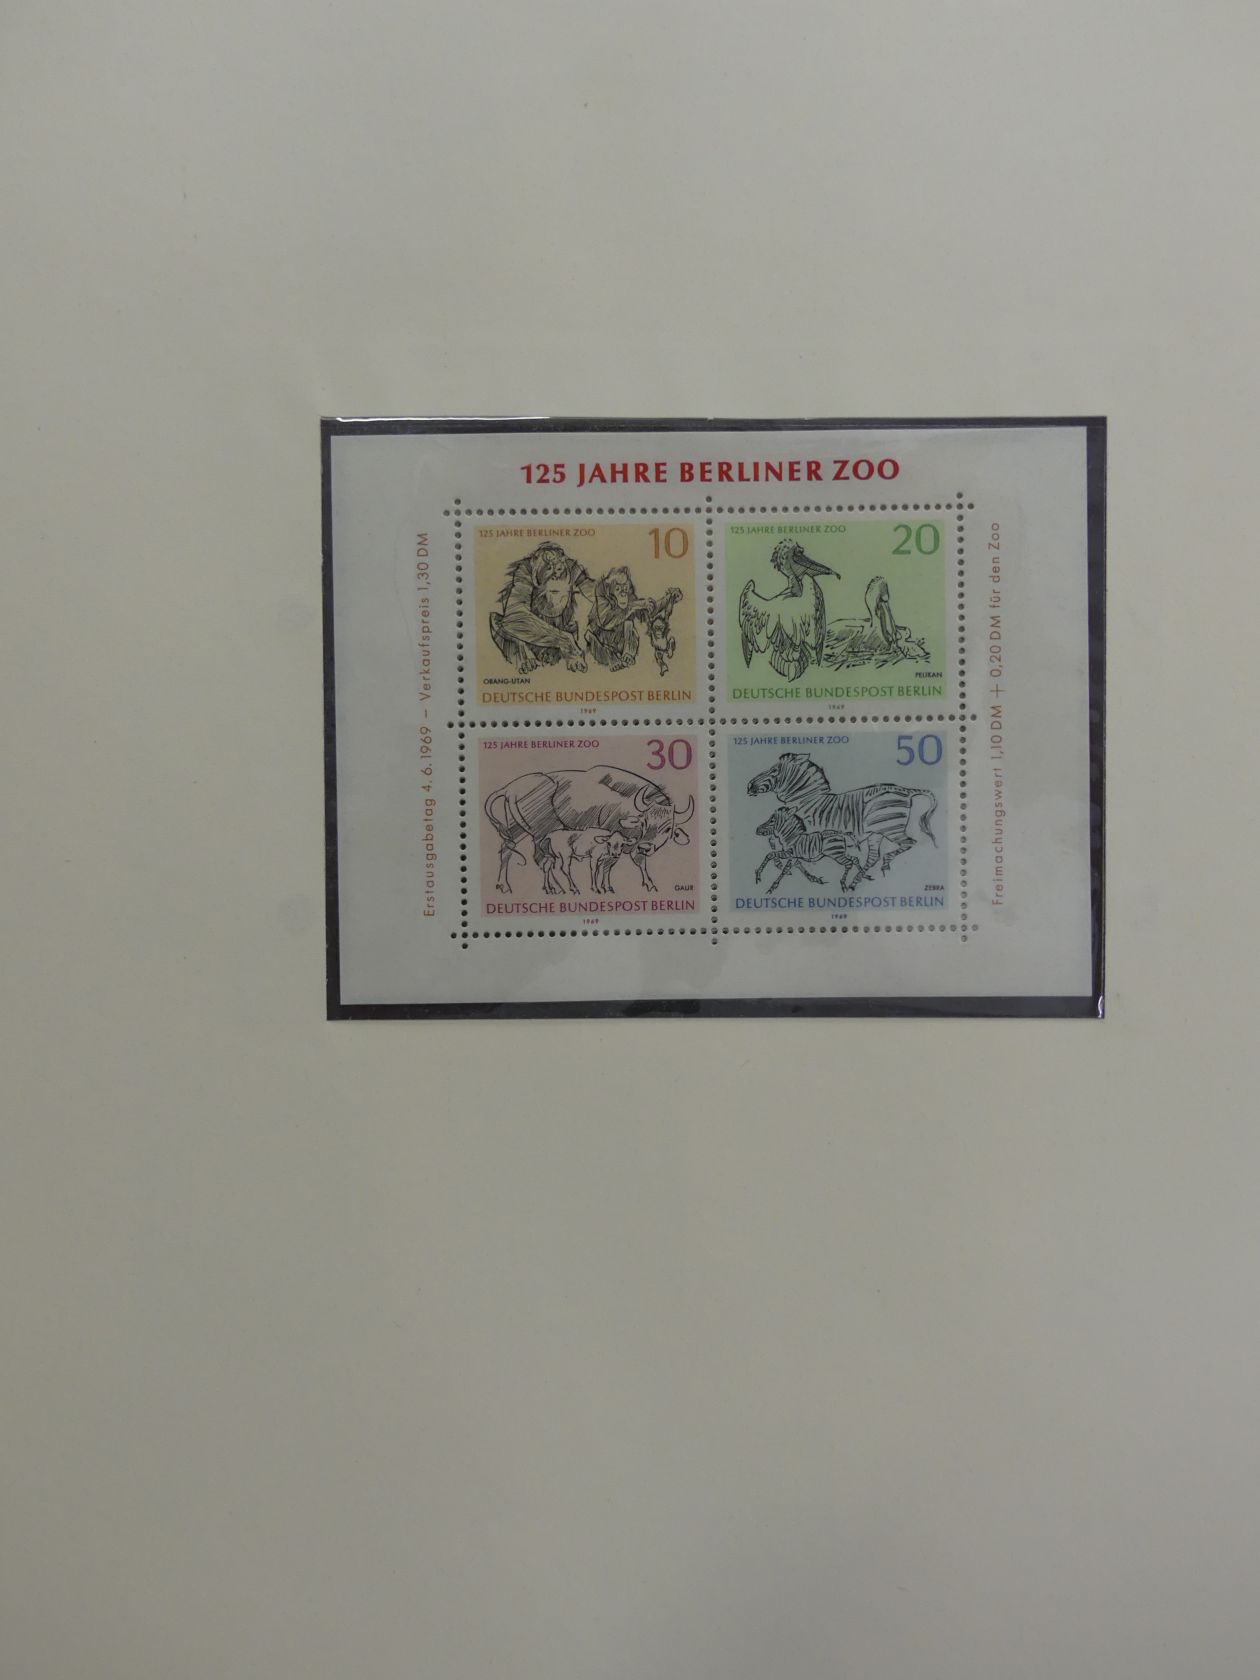 125 JAHRE BERLINER ZOO
Erstausgabetag 4.6.1969 – Verkaufspreis 1,30 DM
125 JAHRE BERLINER ZOO
10
ORANG-UTAN
DEUTSCHE BUNDESPOST BERLIN
1969
125 JAHRE BERLINER ZOO
20
PELIKAN
DEUTSCHE BUNDESPOST BERLIN
1969
125 JAHRE BERLINER ZOO
30
GAUR
DEUTSCHE BUNDESPOST BERLIN
1969
125 JAHRE BERLINER ZOO
50
ZEBRA
DEUTSCHE BUNDESPOST BERLIN
1969
Freimachungswert 1,10 DM + 0,20 DM für den Zoo